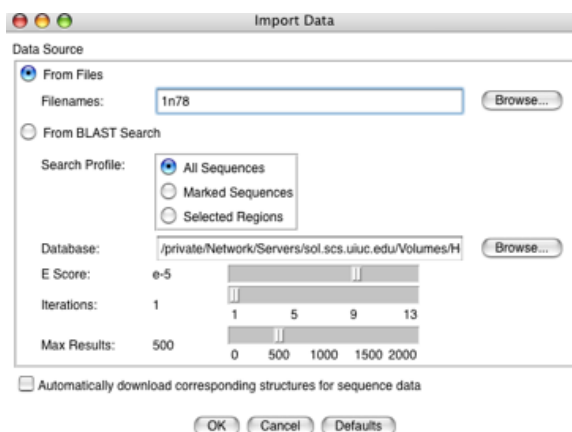 Import Data
Data Source
From Files
Filenames: 1n78 Browse...
From BLAST Search
Search Profile: All Sequences
Marked Sequences
Selected Regions
Database: /private/Network/Servers/sol.scs.uiuc.edu/Volumes/H Browse...
E Score: e-5
Iterations: 1
1 5 9 13
Max Results: 500
0 500 1000 1500 2000
Automatically download corresponding structures for sequence data
OK Cancel Defaults